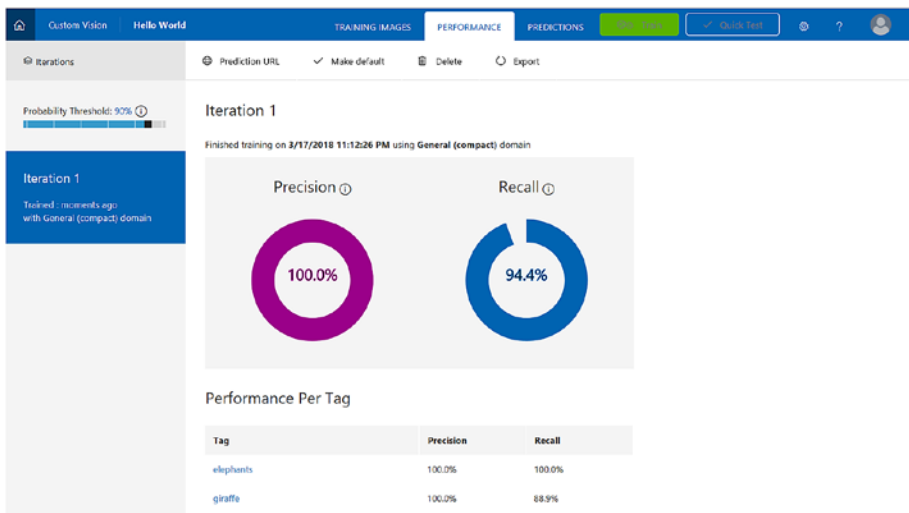 Custom Vision Hello World TRAINING IMAGES PERFORMANCE PREDICTIONS Train ✓ Quick Test ?
Iterations Prediction URL ✓ Make default Delete Export
Probability Threshold: 90%
Iteration 1
Finished training on 3/17/2018 11:12:26 PM using General (compact) domain
Iteration 1
Trained : moments ago
with General (compact) domain
Precision Recall
100.0% 94.4%
Performance Per Tag
Tag Precision Recall
elephants 100.0% 100.0%
giraffe 100.0% 88.9%